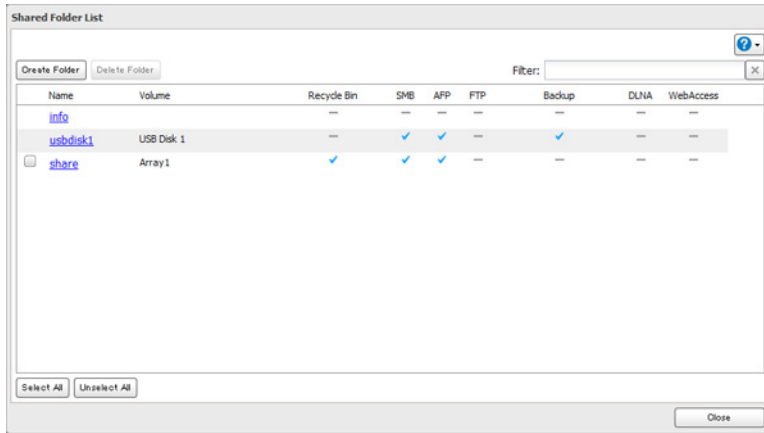 Shared Folder List
Create Folder Delete Folder Filter:
Name Volume Recycle Bin SMB AFP FTP Backup DLNA WebAccess
info — — — — — — —
usbdisk1 USB Disk 1 — ✓ ✓ — ✓ — —
share Array1 ✓ ✓ ✓ — — — —
Select All Unselect All
Close